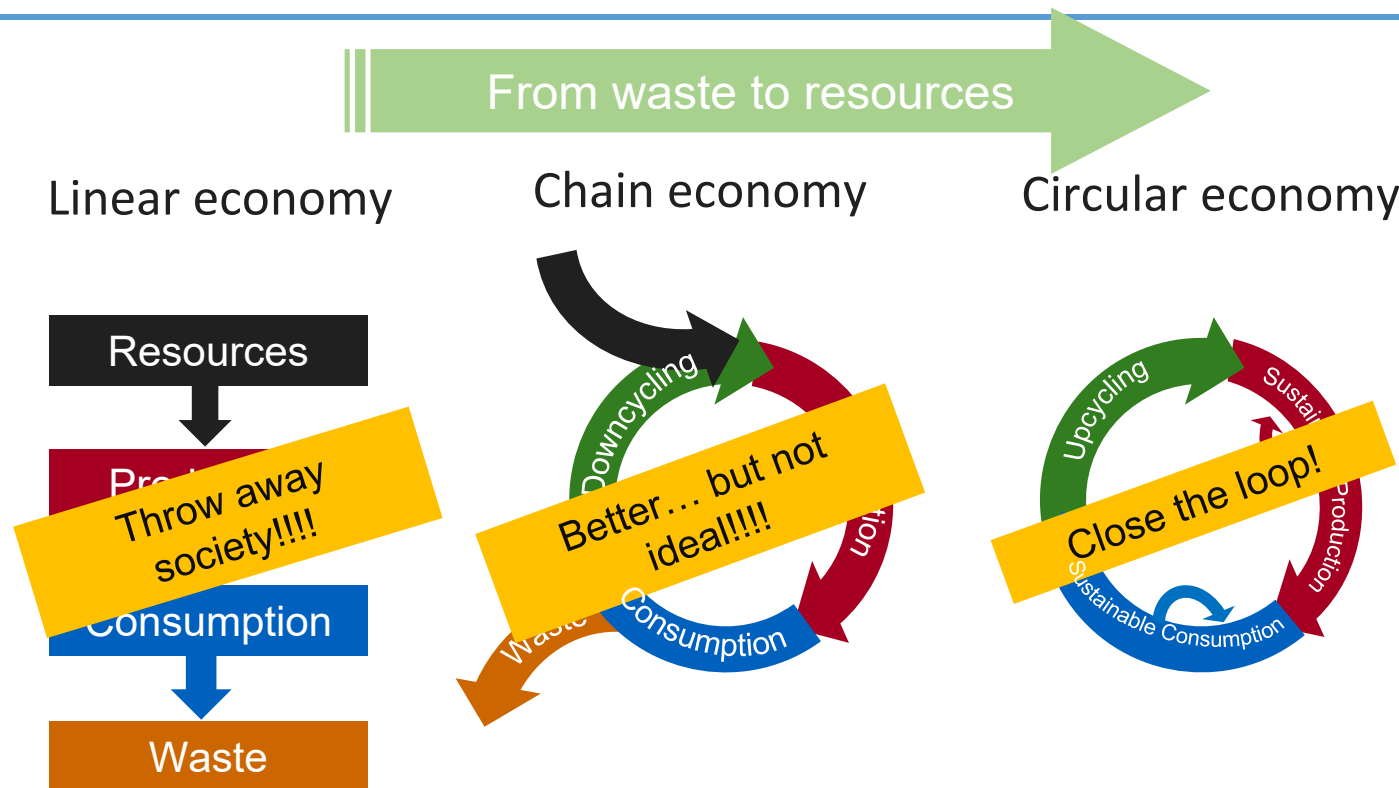 From waste to resources
Linear economy
Chain economy
Circular economy
Resources
Throw away
society!!!!
Consumption
Waste
Downcycling
Better… but not
ideal!!!!
Consumption
Waste
Upcycling
Close the loop!
Production
Sustainable Consumption